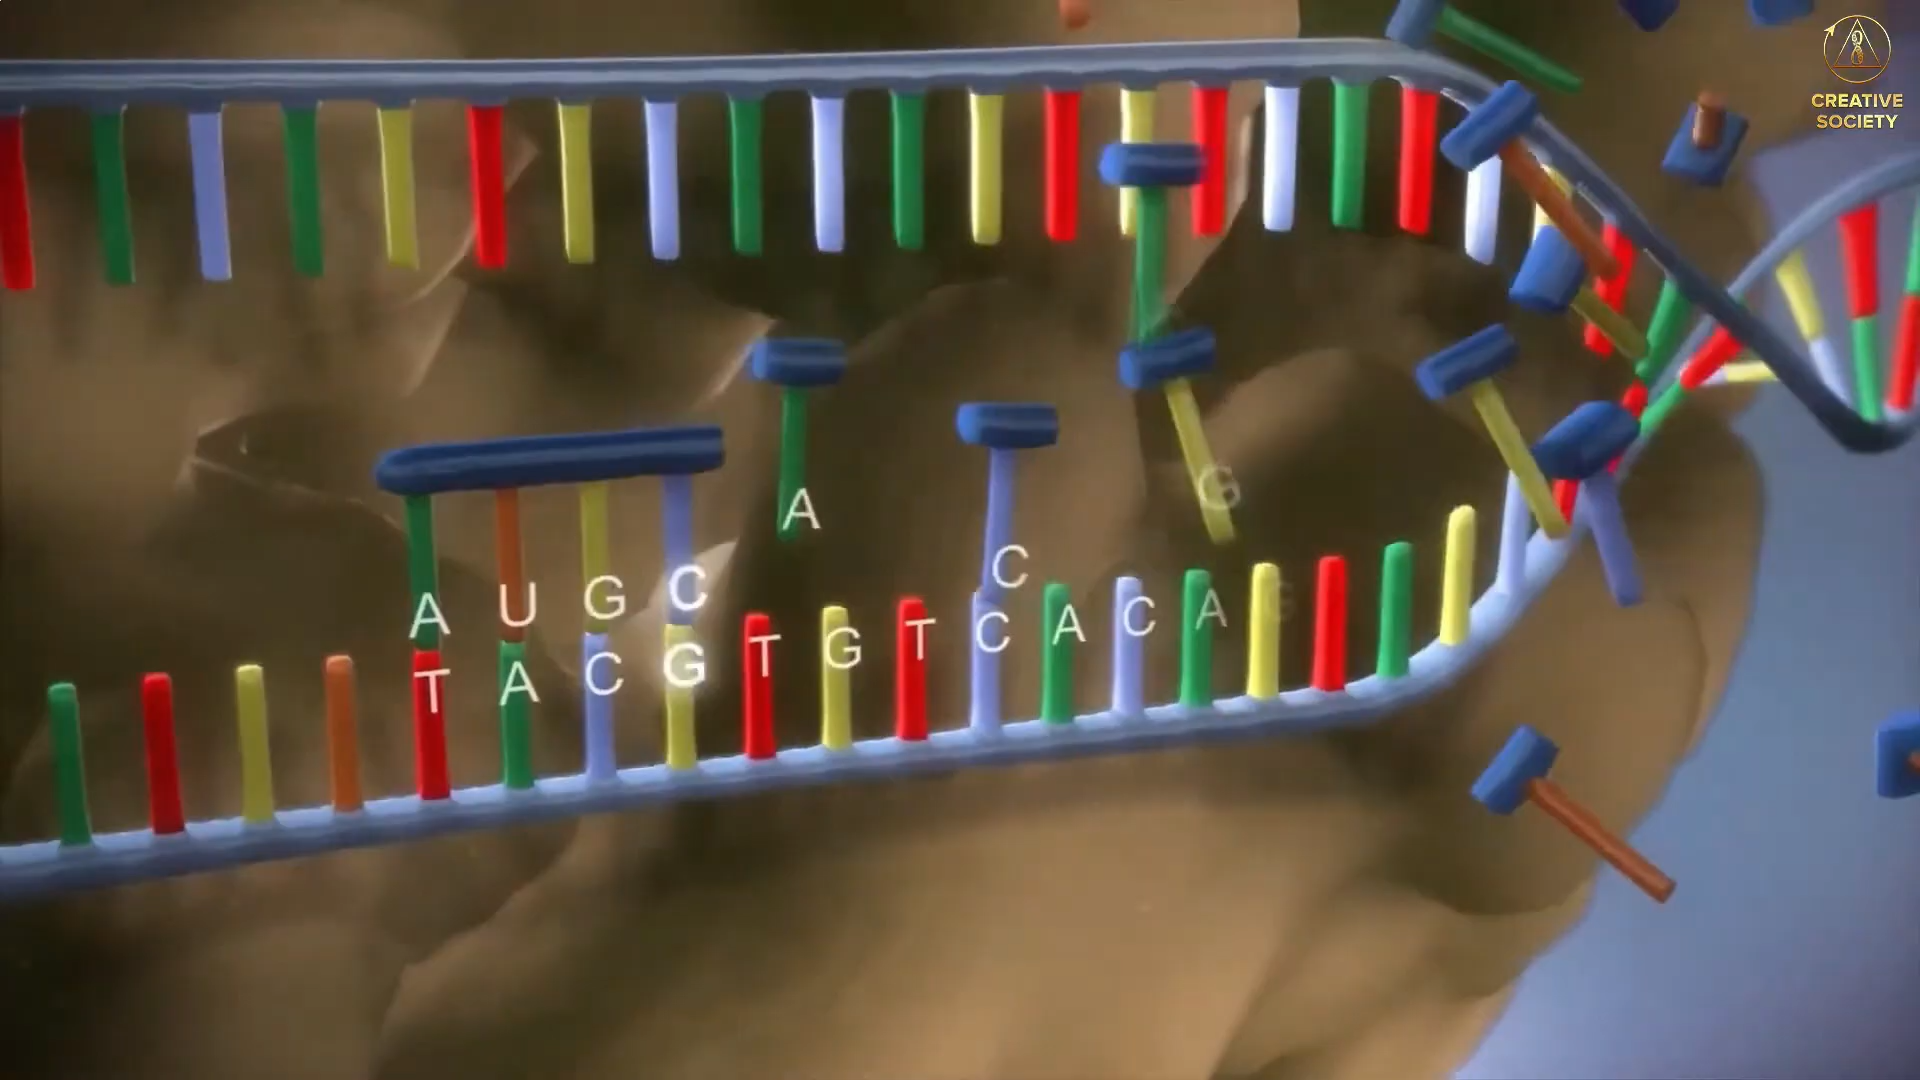 CREATIVE
SOCIETY
A
C
G
A U G C
T A C G T G T C A C A G